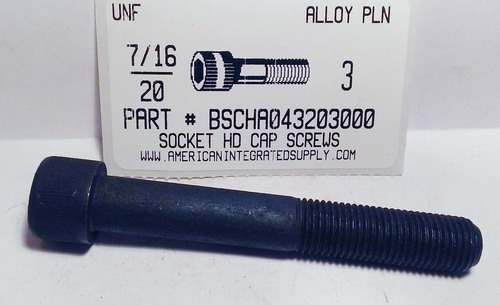 UNF ALLOY PLN
7/16
20
3
PART # BSCHA043203000
SOCKET HD CAP SCREWS
WWW.AMERICANINTEGRATEDSUPPLY.COM